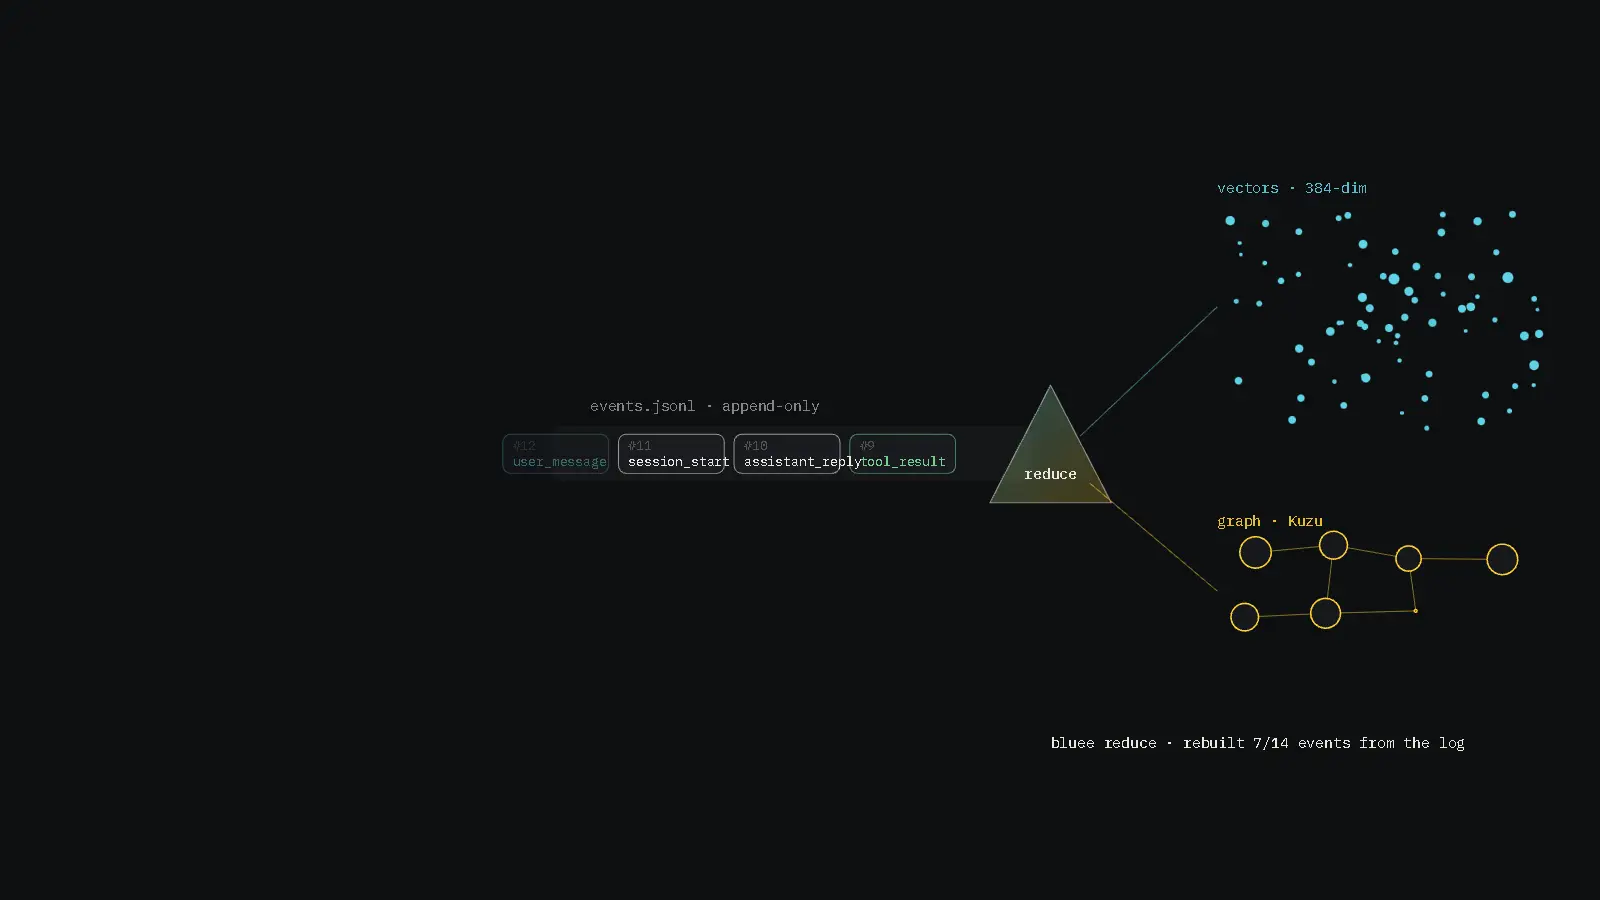 vectors · 384-dim
events.jsonl · append-only
#12 #11 #10 #9
user_message session_start assistant_reply tool_result
reduce
graph · Kuzu
bluee reduce · rebuilt 7/14 events from the log